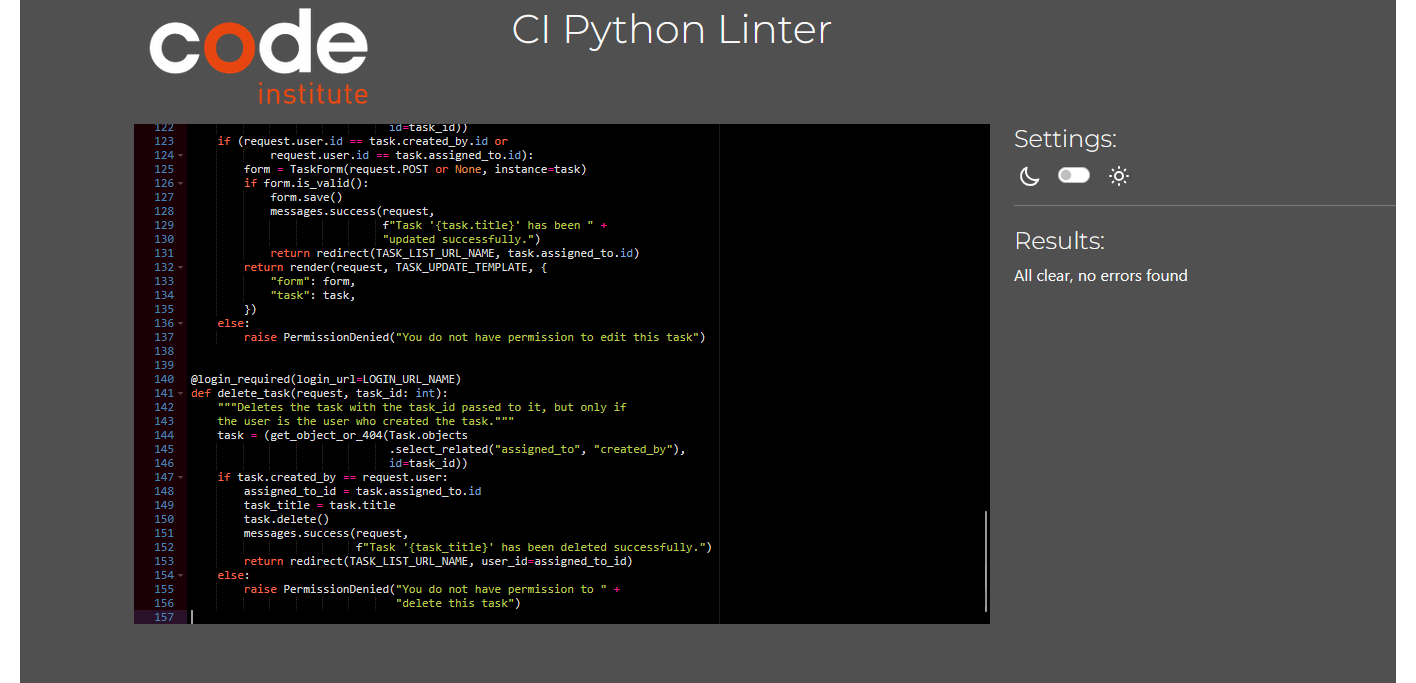 code
institute
CI Python Linter
122                               id=task_id))
123     if (request.user.id == task.created_by.id or
124             request.user.id == task.assigned_to.id):
125         form = TaskForm(request.POST or None, instance=task)
126         if form.is_valid():
127             form.save()
128             messages.success(request,
129                              f"Task '{task.title}' has been " +
130                              "updated successfully.")
131             return redirect(TASK_LIST_URL_NAME, task.assigned_to.id)
132         return render(request, TASK_UPDATE_TEMPLATE, {
133             "form": form,
134             "task": task,
135         })
136     else:
137         raise PermissionDenied("You do not have permission to edit this task")
138
139
140 @login_required(login_url=LOGIN_URL_NAME)
141 def delete_task(request, task_id: int):
142     """Deletes the task with the task_id passed to it, but only if
143     the user is the user who created the task."""
144     task = (get_object_or_404(Task.objects
145                               .select_related("assigned_to", "created_by"),
146                               id=task_id))
147     if task.created_by == request.user:
148         assigned_to_id = task.assigned_to.id
149         task_title = task.title
150         task.delete()
151         messages.success(request,
152                          f"Task '{task_title}' has been deleted successfully.")
153         return redirect(TASK_LIST_URL_NAME, user_id=assigned_to_id)
154     else:
155         raise PermissionDenied("You do not have permission to " +
156                                "delete this task")
157
Settings:
Results:
All clear, no errors found